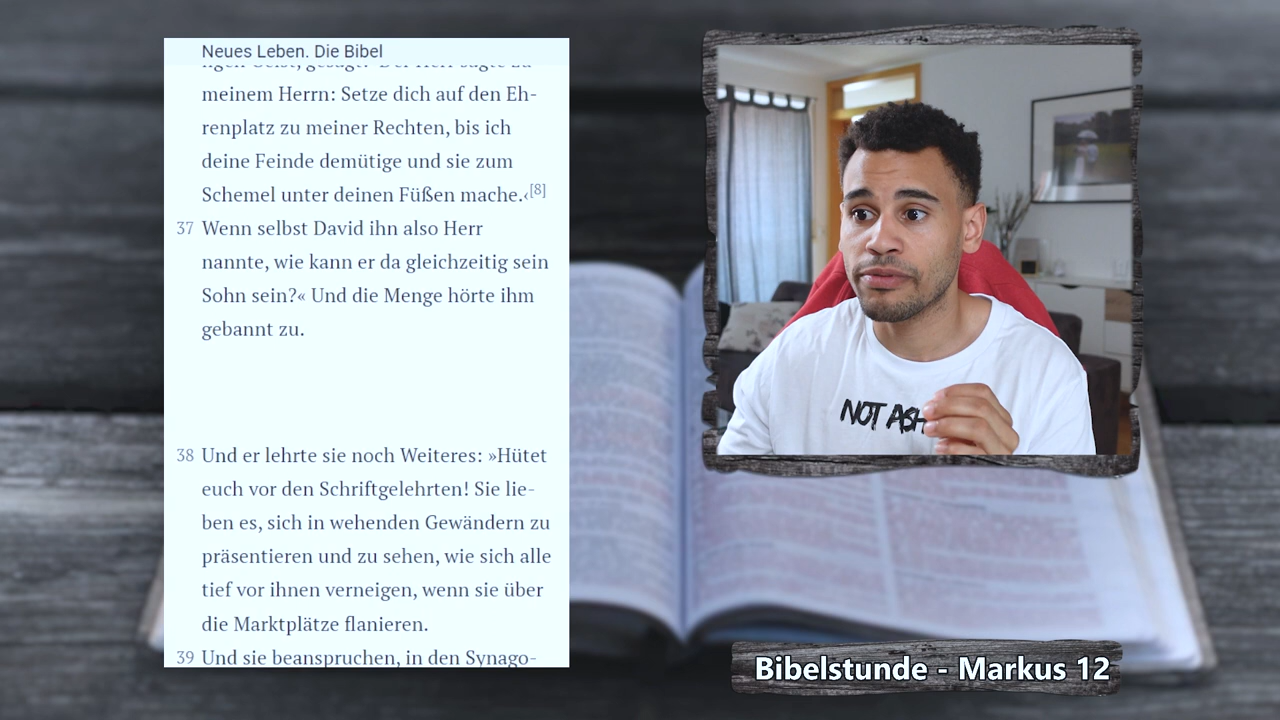 Neues Leben. Die Bibel
meinem Herrn: Setze dich auf den Eh-
renplatz zu meiner Rechten, bis ich
deine Feinde demütige und sie zum
Schemel unter deinen Füßen mache.‹[8]
37 Wenn selbst David ihn also Herr
nannte, wie kann er da gleichzeitig sein
Sohn sein?« Und die Menge hörte ihm
gebannt zu.
38 Und er lehrte sie noch Weiteres: »Hütet
euch vor den Schriftgelehrten! Sie lie-
ben es, sich in wehenden Gewändern zu
präsentieren und zu sehen, wie sich alle
tief vor ihnen verneigen, wenn sie über
die Marktplätze flanieren.
39 Und sie beanspruchen, in den Synago-
NOT ASH
Bibelstunde - Markus 12